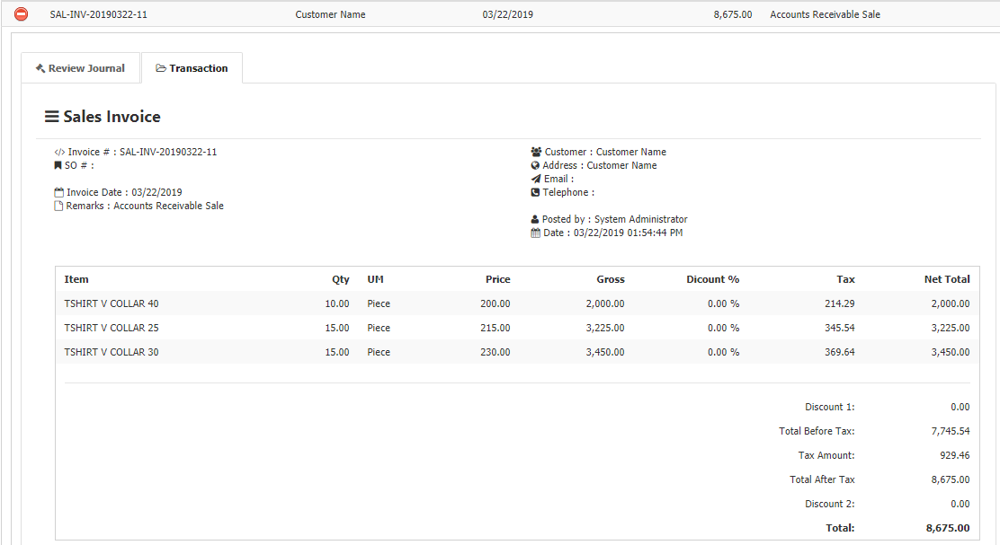 SAL-INV-20190322-11 Customer Name 03/22/2019 8,675.00 Accounts Receivable Sale
Review Journal Transaction
Sales Invoice
</> Invoice # : SAL-INV-20190322-11 Customer : Customer Name
SO # : Address : Customer Name
Email :
Invoice Date : 03/22/2019 Telephone :
Remarks : Accounts Receivable Sale
Posted by : System Administrator
Date : 03/22/2019 01:54:44 PM
Item Qty UM Price Gross Dicount % Tax Net Total
TSHIRT V COLLAR 40 10.00 Piece 200.00 2,000.00 0.00 % 214.29 2,000.00
TSHIRT V COLLAR 25 15.00 Piece 215.00 3,225.00 0.00 % 345.54 3,225.00
TSHIRT V COLLAR 30 15.00 Piece 230.00 3,450.00 0.00 % 369.64 3,450.00
Discount 1: 0.00
Total Before Tax: 7,745.54
Tax Amount: 929.46
Total After Tax 8,675.00
Discount 2: 0.00
Total: 8,675.00